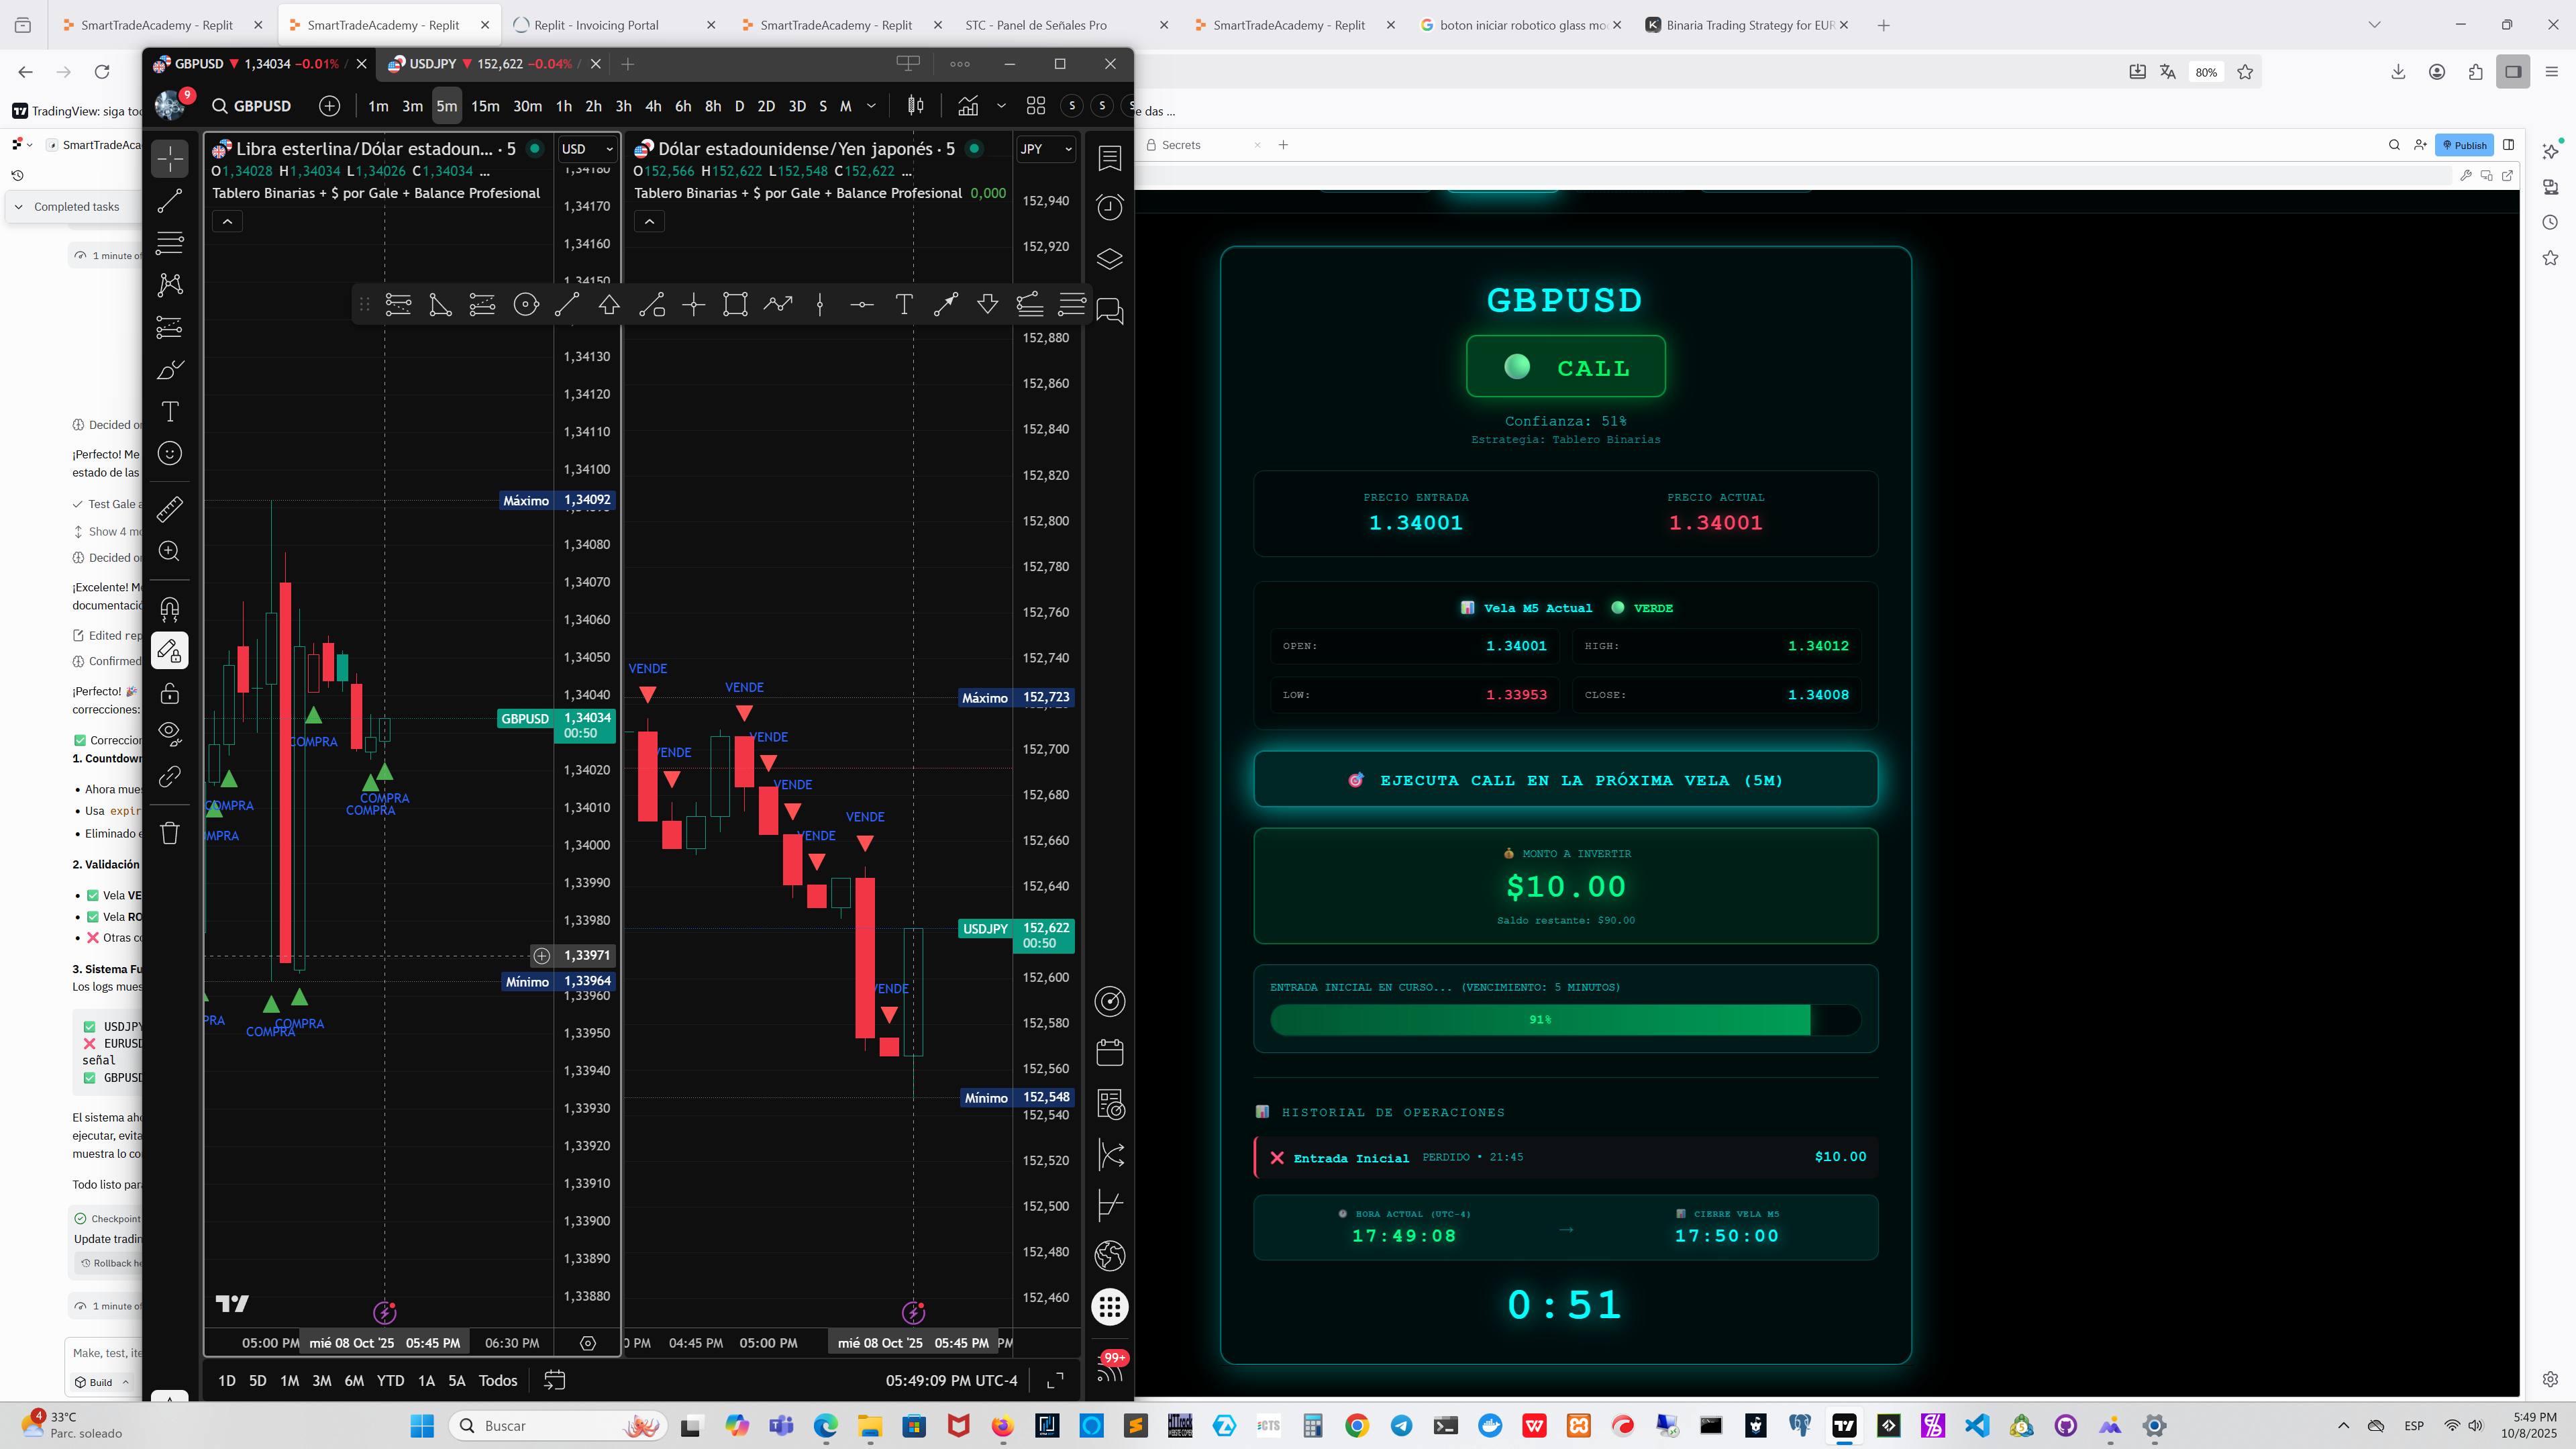 SmartTradeAcademy - Replit
SmartTradeAcademy - Replit
Replit - Invoicing Portal
SmartTradeAcademy - Replit
STC - Panel de Señales Pro
SmartTradeAcademy - Replit
boton iniciar robotico glass mo
Binaria Trading Strategy for EUR
80%
TradingView: siga to
e das ...
SmartTradeAca
Secrets
Publish
Completed tasks
1 minute of
Decided o
¡Perfecto! Me
estado de las
Test Gale a
Show 4 mo
Decided o
¡Excelente! M
documentació
Edited rep
Confirmed
¡Perfecto!
correcciones:
Correccion
1. Countdown
Ahora mues
Usa expir
Eliminado e
2. Validación
Vela VE
Vela RO
Otras co
3. Sistema Fu
Los logs mues
USDJPY
EURUSD
señal
GBPUSD
El sistema aho
ejecutar, evita
muestra lo co
Todo listo para
Checkpoint
Update tradin
Rollback he
1 minute of
Make, test, ite
Build
GBPUSD 1,34034 −0.01% /
USDJPY 152,622 −0.04% /
9
GBPUSD
1m 3m 5m 15m 30m 1h 2h 3h 4h 6h 8h D 2D 3D S M
S S S
Libra esterlina/Dólar estadoun... · 5
USD
O1,34028 H1,34034 L1,34026 C1,34034 ...
Tablero Binarias + $ por Gale + Balance Profesional
1,34180
1,34170
1,34160
1,34150
1,34130
1,34120
1,34110
1,34100
Máximo 1,34092
1,34080
1,34070
1,34060
1,34050
1,34040
GBPUSD 1,34034
00:50
1,34020
1,34010
1,34000
1,33990
1,33980
1,33971
Mínimo 1,33964
1,33960
1,33950
1,33940
1,33930
1,33920
1,33910
1,33900
1,33890
1,33880
COMPRA
COMPRA
COMPRA
COMPRA
MPRA
PRA
COMPRA
COMPRA
05:00 PM mié 08 Oct '25 05:45 PM 06:30 PM
Dólar estadounidense/Yen japonés · 5
JPY
O152,566 H152,622 L152,548 C152,622 ...
Tablero Binarias + $ por Gale + Balance Profesional 0,000
152,940
152,920
152,880
152,860
152,840
152,820
152,800
152,780
152,760
152,740
Máximo 152,723
152,700
152,680
152,660
152,640
USDJPY 152,622
00:50
152,600
152,580
152,560
Mínimo 152,548
152,540
152,520
152,500
152,480
152,460
VENDE
VENDE
VENDE
VENDE
VENDE
VENDE
VENDE
VENDE
0 PM 04:45 PM 05:00 PM mié 08 Oct '25 05:45 PM PM
1D 5D 1M 3M 6M YTD 1A 5A Todos
05:49:09 PM UTC-4
99+
GBPUSD
CALL
Confianza: 51%
Estrategia: Tablero Binarias
PRECIO ENTRADA
1.34001
PRECIO ACTUAL
1.34001
Vela M5 Actual VERDE
OPEN: 1.34001
HIGH: 1.34012
LOW: 1.33953
CLOSE: 1.34008
EJECUTA CALL EN LA PRÓXIMA VELA (5M)
MONTO A INVERTIR
$10.00
Saldo restante: $90.00
ENTRADA INICIAL EN CURSO... (VENCIMIENTO: 5 MINUTOS)
91%
HISTORIAL DE OPERACIONES
Entrada Inicial PERDIDO • 21:45 $10.00
HORA ACTUAL (UTC-4)
17:49:08
→
CIERRE VELA M5
17:50:00
0:51
4
33°C
Parc. soleado
Buscar
CTS
ESP
5:49 PM
10/8/2025